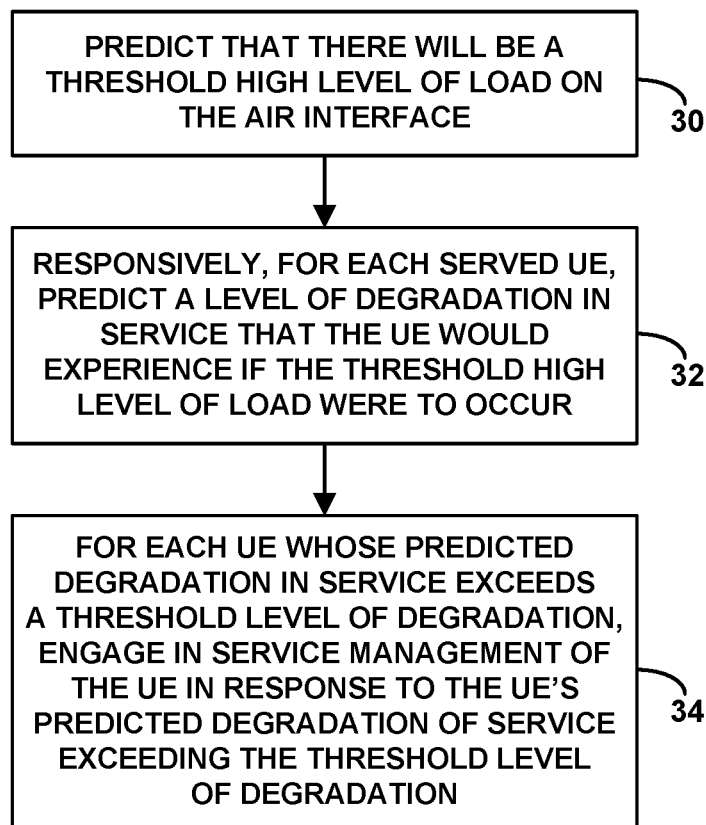 PREDICT THAT THERE WILL BE A
THRESHOLD HIGH LEVEL OF LOAD ON
THE AIR INTERFACE
30
RESPONSIVELY, FOR EACH SERVED UE,
PREDICT A LEVEL OF DEGRADATION IN
SERVICE THAT THE UE WOULD
EXPERIENCE IF THE THRESHOLD HIGH
LEVEL OF LOAD WERE TO OCCUR
32
FOR EACH UE WHOSE PREDICTED
DEGRADATION IN SERVICE EXCEEDS
A THRESHOLD LEVEL OF DEGRADATION,
ENGAGE IN SERVICE MANAGEMENT OF
THE UE IN RESPONSE TO THE UE’S
PREDICTED DEGRADATION OF SERVICE
EXCEEDING THE THRESHOLD LEVEL
OF DEGRADATION
34